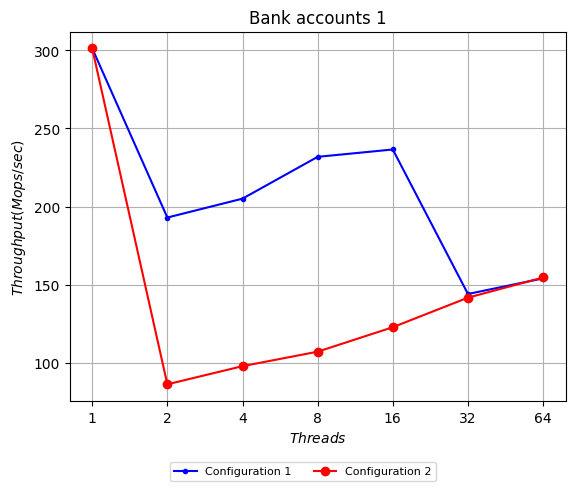 Bank accounts 1
Throughput(Mops/sec)
300
250
200
150
100
1 2 4 8 16 32 64
Threads
Configuration 1 Configuration 2